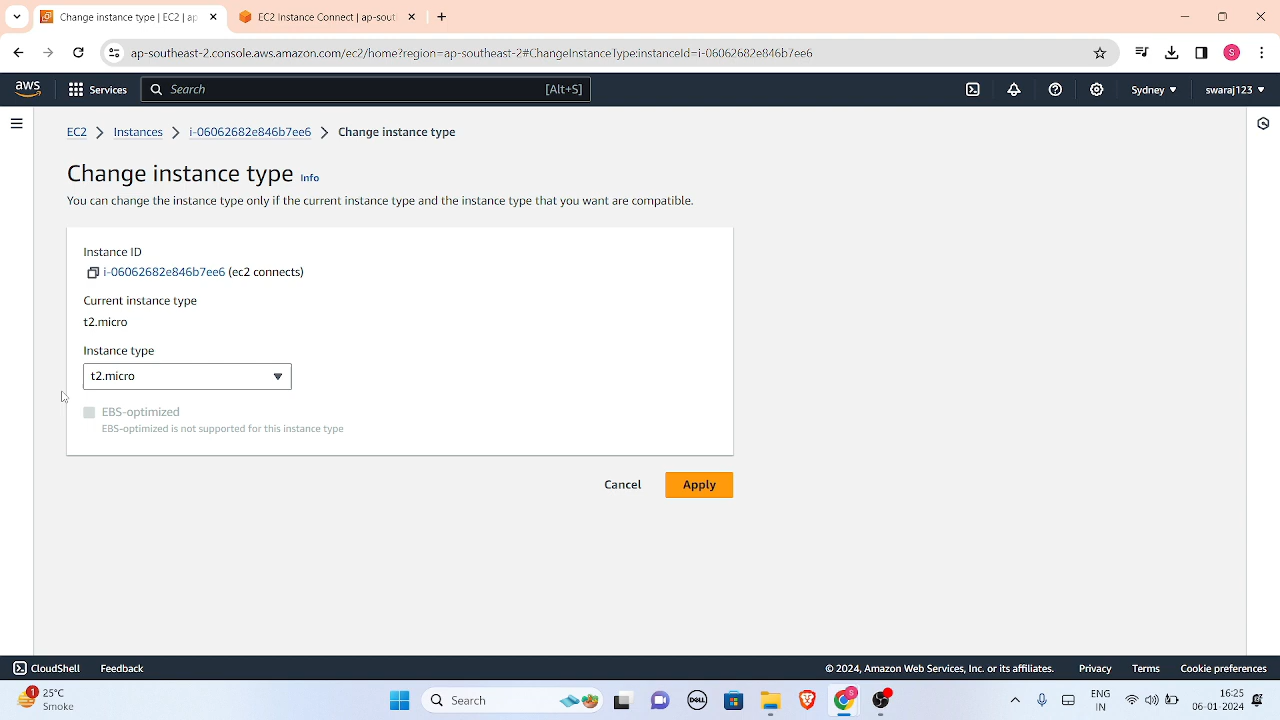 Change instance type | EC2 | ap
EC2 Instance Connect | ap-sout
ap-southeast-2.console.aws.amazon.com/ec2/home?region=ap-southeast-2#ChangeInstanceType:instanceId=i-06062682e846b7ee6
S
aws
Services
Search
[Alt+S]
Sydney
swaraj123
EC2
Instances
i-06062682e846b7ee6
Change instance type
Change instance type Info
You can change the instance type only if the current instance type and the instance type that you want are compatible.
Instance ID
i-06062682e846b7ee6 (ec2 connects)
Current instance type
t2.micro
Instance type
t2.micro
EBS-optimized
EBS-optimized is not supported for this instance type
Cancel
Apply
CloudShell
Feedback
© 2024, Amazon Web Services, Inc. or its affiliates.
Privacy
Terms
Cookie preferences
1
25°C
Smoke
Search
DELL
S
ENG
IN
16:25
06-01-2024